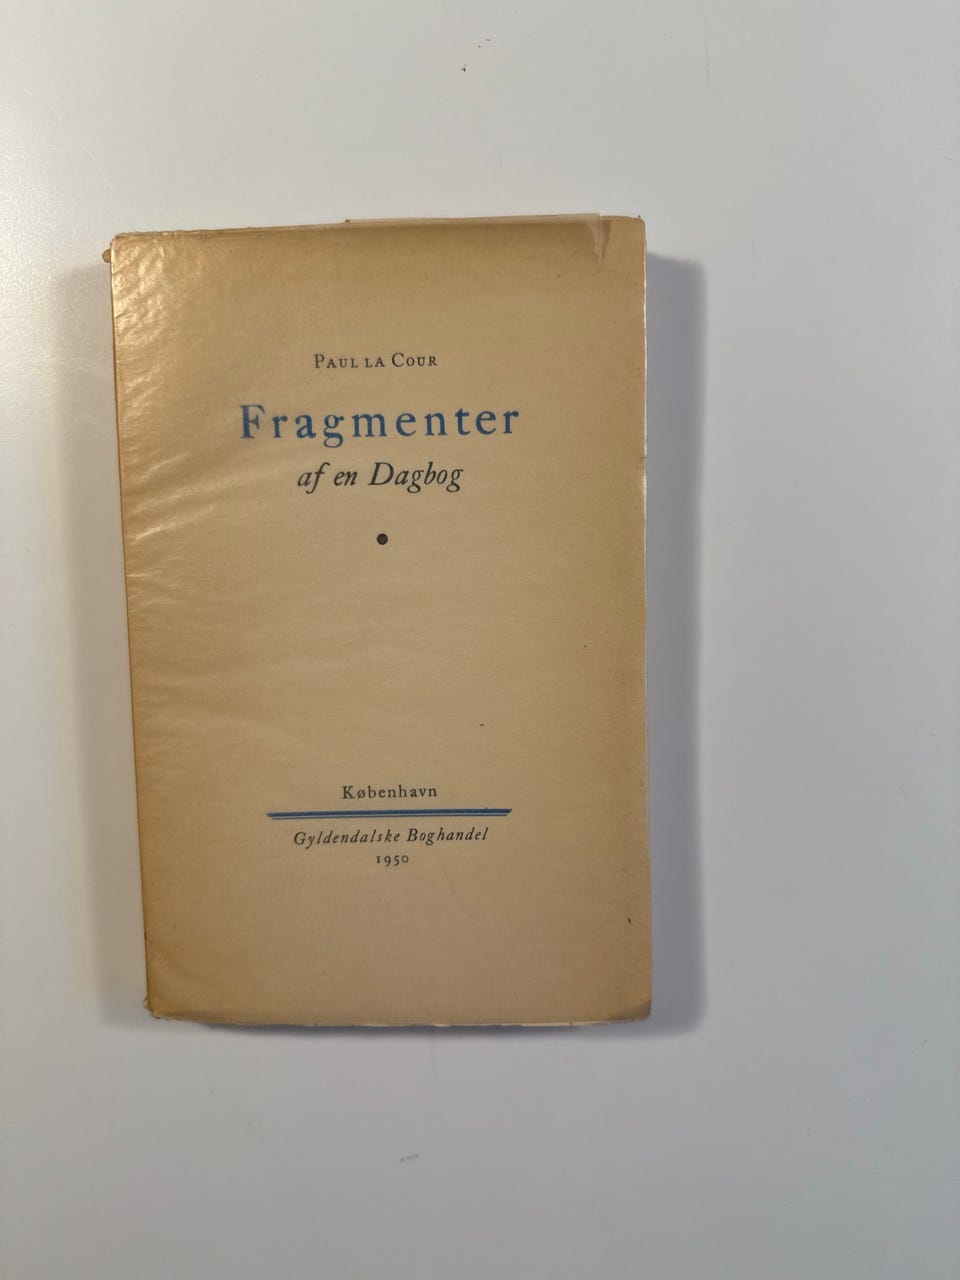 Paul la Cour
Fragmenter
af en Dagbog
København
Gyldendalske Boghandel
1950